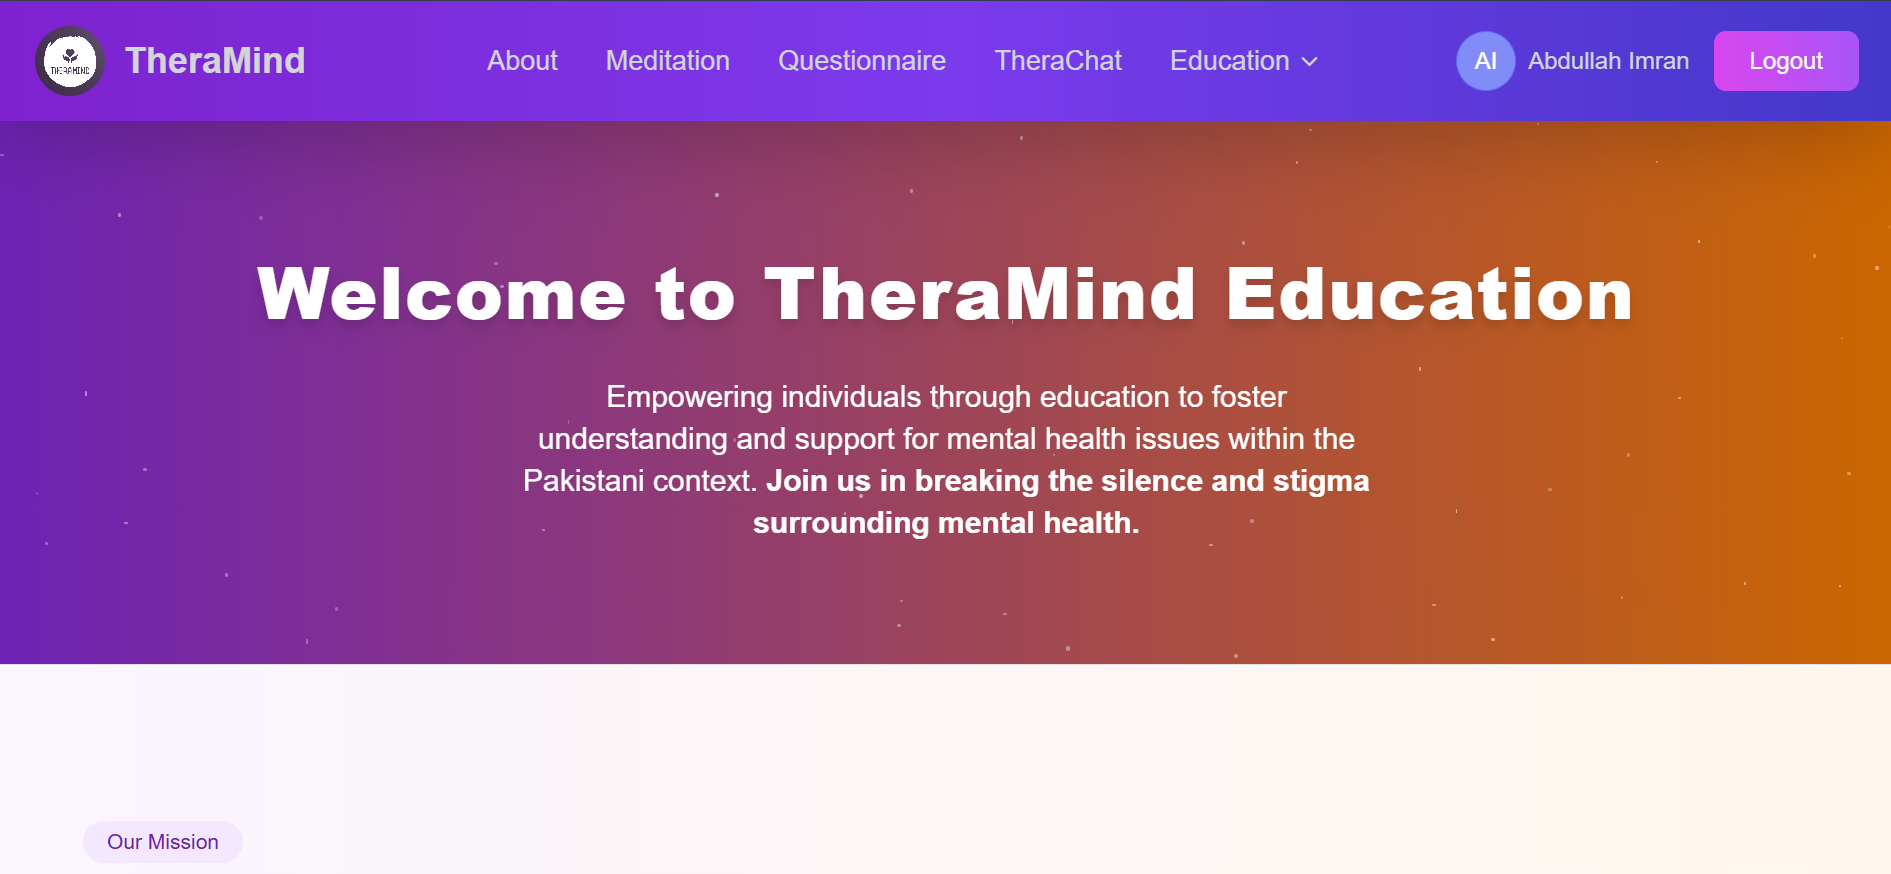 THERAMIND
TheraMind
About
Meditation
Questionnaire
TheraChat
Education
AI
Abdullah Imran
Logout
Welcome to TheraMind Education
Empowering individuals through education to foster
understanding and support for mental health issues within the
Pakistani context. Join us in breaking the silence and stigma
surrounding mental health.
Our Mission